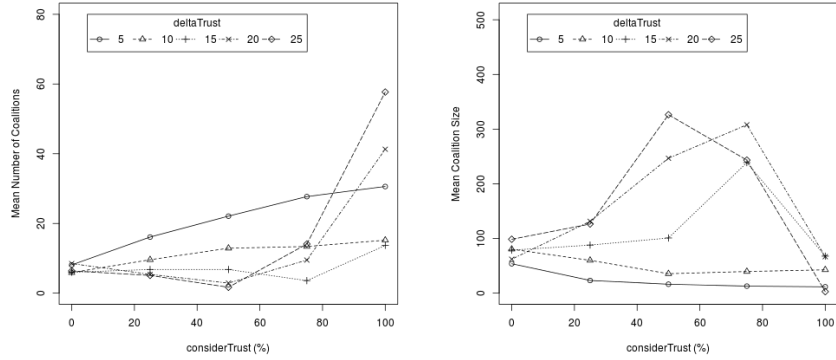 deltaTrust
5 10 15 20 25
Mean Number of Coalitions
80
60
40
20
0
0 20 40 60 80 100
considerTrust (%)
deltaTrust
5 10 15 20 25
Mean Coalition Size
500
400
300
200
100
0
0 20 40 60 80 100
considerTrust (%)